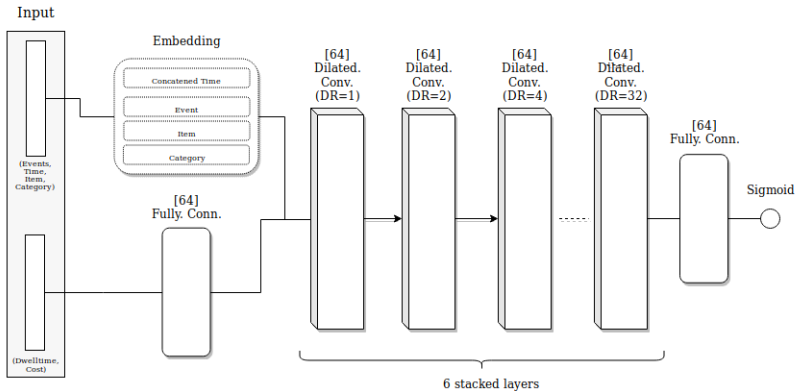 Input
Embedding
Concatened Time
Event
Item
Category
(Events,
Time,
Item,
Category)
[64]
Fully. Conn.
(Dwelltime,
Cost)
[64]
Dilated.
Conv.
(DR=1)
[64]
Dilated.
Conv.
(DR=2)
[64]
Dilated.
Conv.
(DR=4)
[64]
Dilated.
Conv.
(DR=32)
[64]
Fully. Conn.
Sigmoid
6 stacked layers